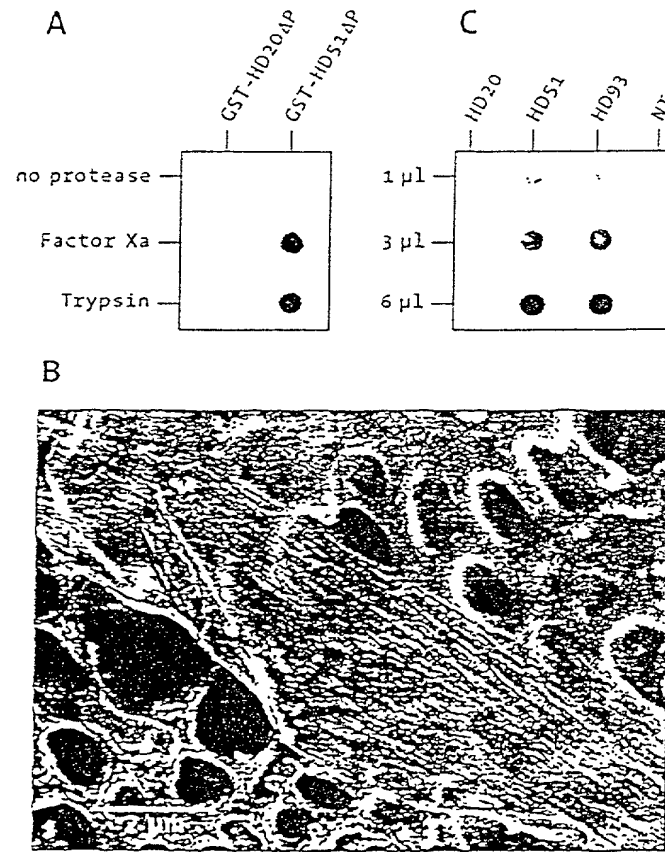 A
GST-HD20ΔP
GST-HD51ΔP
no protease
Factor Xa
Trypsin
C
HD20
HD51
HD93
1 µl
3 µl
6 µl
B